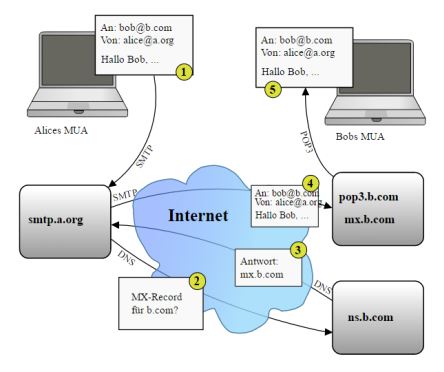 An: bob@b.com
Von: alice@a.org
Hallo Bob, ...
1
Alices MUA
An: bob@b.com
Von: alice@a.org
Hallo Bob, ...
5
Bobs MUA
SMTP
POP3
smtp.a.org
SMTP
Internet
4
An: bob@b.com
Von: alice@a.org
Hallo Bob, ...
pop3.b.com
mx.b.com
DNS
2
MX-Record
für b.com?
3
Antwort:
mx.b.com
DNS
ns.b.com